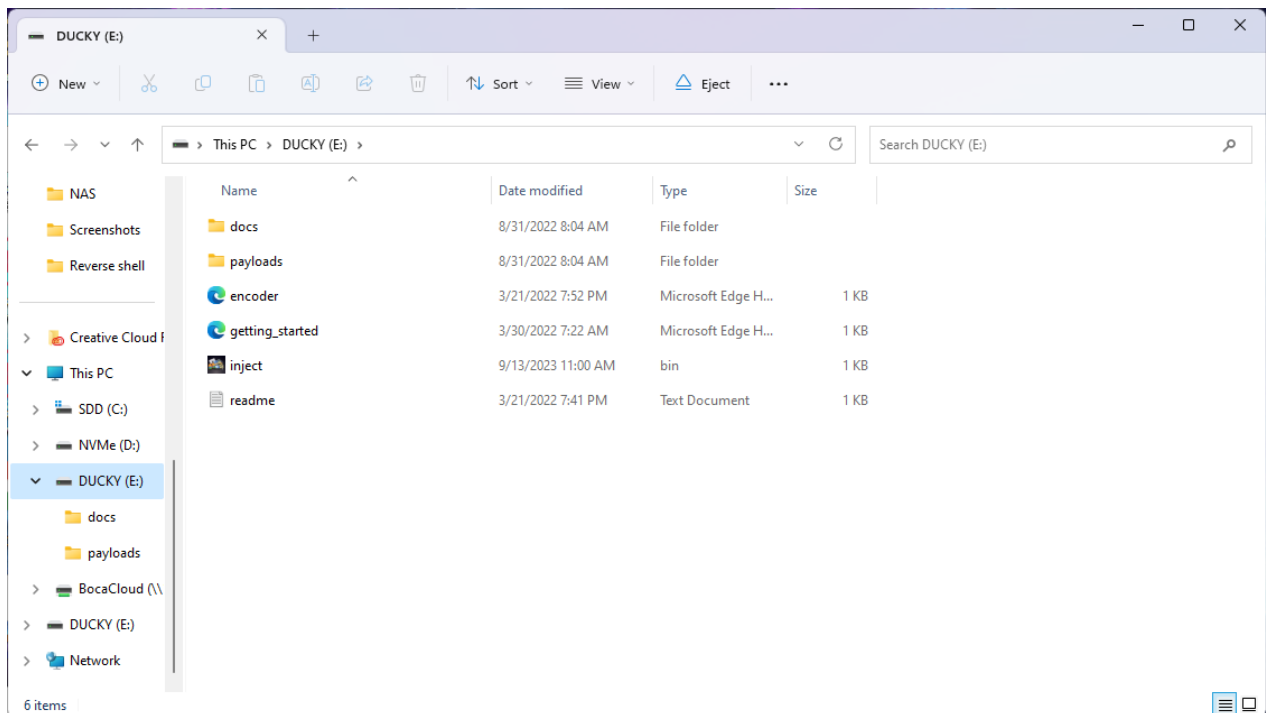 DUCKY (E:)
New
Sort
View
Eject
This PC
DUCKY (E:)
Search DUCKY (E:)
NAS
Screenshots
Reverse shell
Creative Cloud F
This PC
SDD (C:)
NVMe (D:)
DUCKY (E:)
docs
payloads
BocaCloud (\\
DUCKY (E:)
Network
Name Date modified Type Size
docs 8/31/2022 8:04 AM File folder
payloads 8/31/2022 8:04 AM File folder
encoder 3/21/2022 7:52 PM Microsoft Edge H... 1 KB
getting_started 3/30/2022 7:22 AM Microsoft Edge H... 1 KB
inject 9/13/2023 11:00 AM bin 1 KB
readme 3/21/2022 7:41 PM Text Document 1 KB
6 items